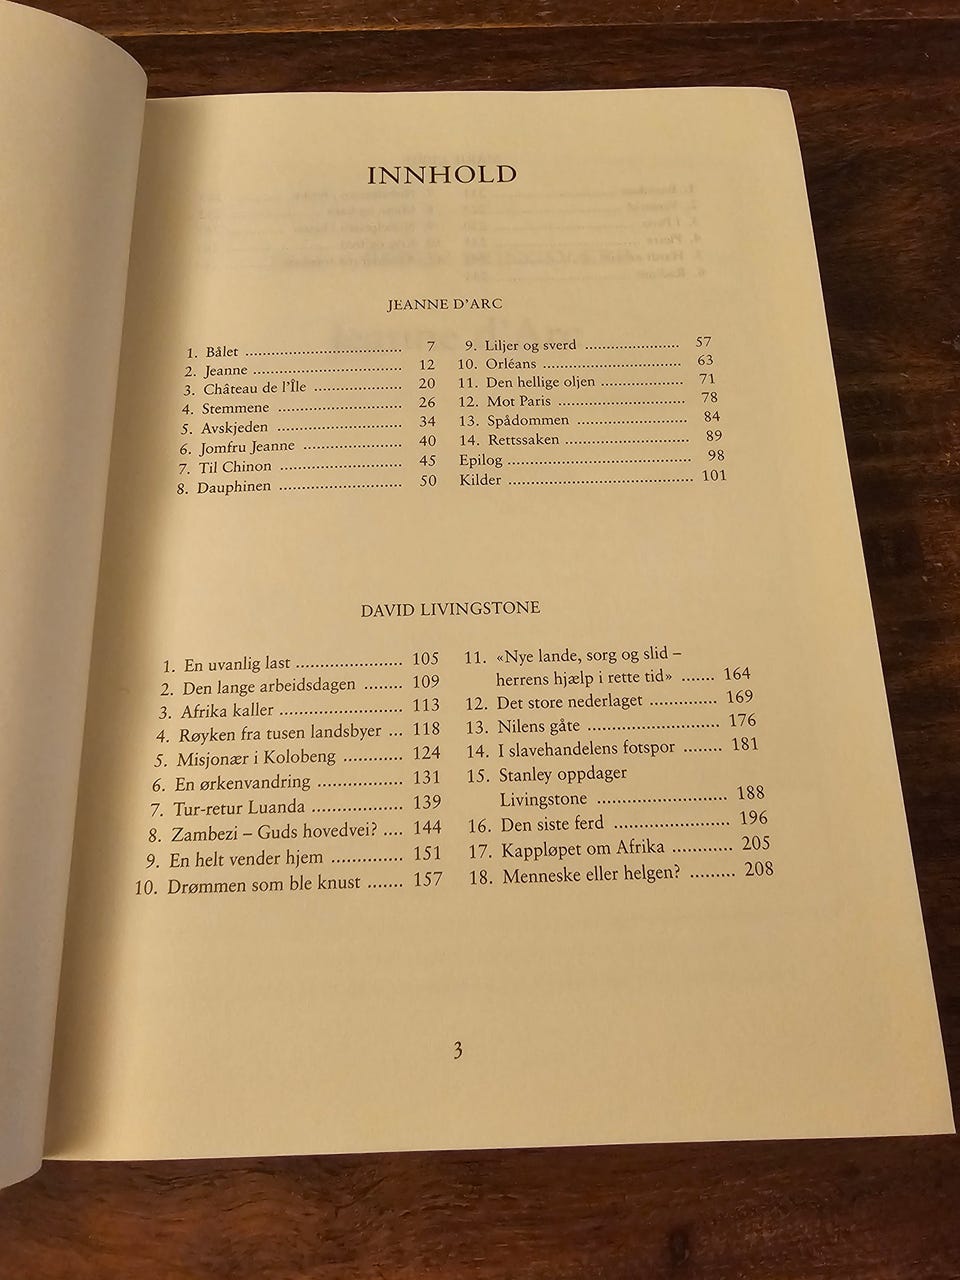 INNHOLD
JEANNE D'ARC
1. Bålet ................................ 7
2. Jeanne ................................ 12
3. Château de l'Île .................. 20
4. Stemmene ......................... 26
5. Avskjeden ......................... 34
6. Jomfru Jeanne .................... 40
7. Til Chinon ......................... 45
8. Dauphinen ......................... 50
9. Liljer og sverd .................... 57
10. Orléans ............................ 63
11. Den hellige oljen ................ 71
12. Mot Paris ......................... 78
13. Spådommen ...................... 84
14. Rettssaken ......................... 89
Epilog ..................................... 98
Kilder ..................................... 101
DAVID LIVINGSTONE
1. En uvanlig last ...................... 105
2. Den lange arbeidsdagen ........ 109
3. Afrika kaller ......................... 113
4. Røyken fra tusen landsbyer ... 118
5. Misjonær i Kolobeng ............ 124
6. En ørkenvandring ................. 131
7. Tur-retur Luanda ................... 139
8. Zambezi – Guds hovedvei? .... 144
9. En helt vender hjem ............... 151
10. Drømmen som ble knust ....... 157
11. «Nye lande, sorg og slid –
herrens hjælp i rette tid» ....... 164
12. Det store nederlaget .............. 169
13. Nilens gåte ........................... 176
14. I slavehandelens fotspor ........ 181
15. Stanley oppdager
Livingstone ........................... 188
16. Den siste ferd ........................ 196
17. Kappløpet om Afrika ............ 205
18. Menneske eller helgen? ......... 208
3